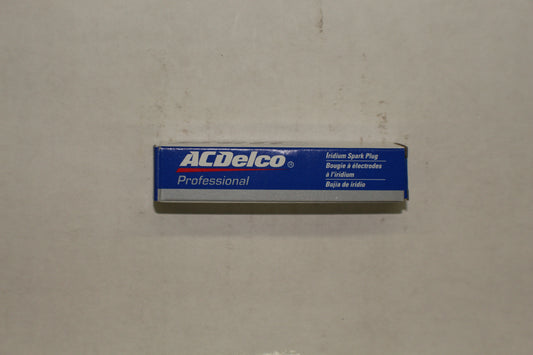 ACDelco®
Professional
Iridium Spark Plug
Bougie à électrodes
à l'iridium
Bujía de iridio